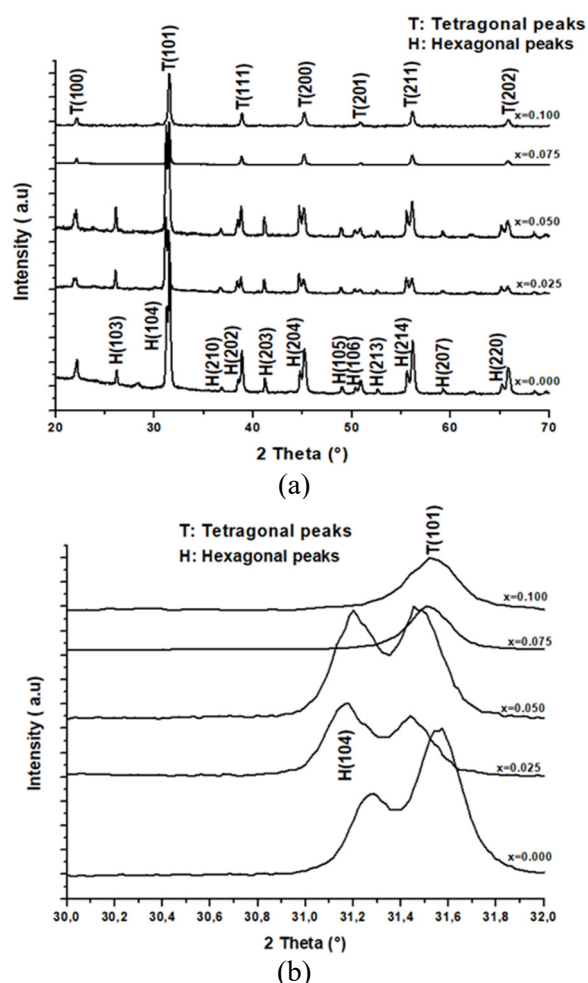 T: Tetragonal peaks
H: Hexagonal peaks
T(100)
T(101)
T(111)
T(200)
T(201)
T(211)
T(202)
x=0.100
x=0.075
x=0.050
x=0.025
x=0.000
H(103)
H(104)
H(210)
H(202)
H(203)
H(204)
H(105)
H(106)
H(213)
H(214)
H(207)
H(220)
Intensity ( a.u)
20 30 40 50 60 70
2 Theta (°)
(a)
T: Tetragonal peaks
H: Hexagonal peaks
T(101)
x=0.100
x=0.075
x=0.050
x=0.025
H(104)
x=0.000
Intensity ( a.u)
30,0 30,2 30,4 30,6 30,8 31,0 31,2 31,4 31,6 31,8 32,0
2 Theta (°)
(b)